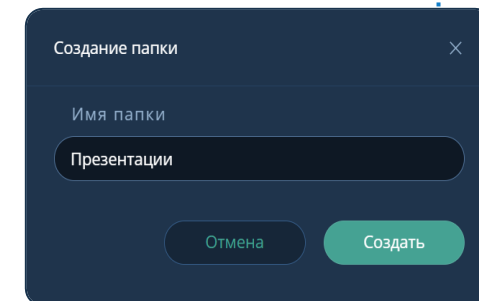 Создание папки
Имя папки
Презентации
Отмена
Создать